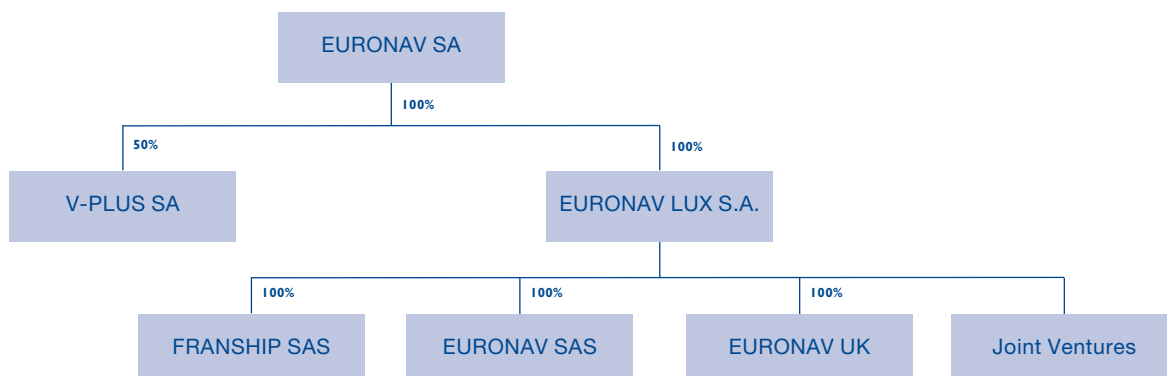 EURONAV SA
100%
50%
100%
V-PLUS SA
EURONAV LUX S.A.
100%
100%
100%
FRANSHIP SAS
EURONAV SAS
EURONAV UK
Joint Ventures